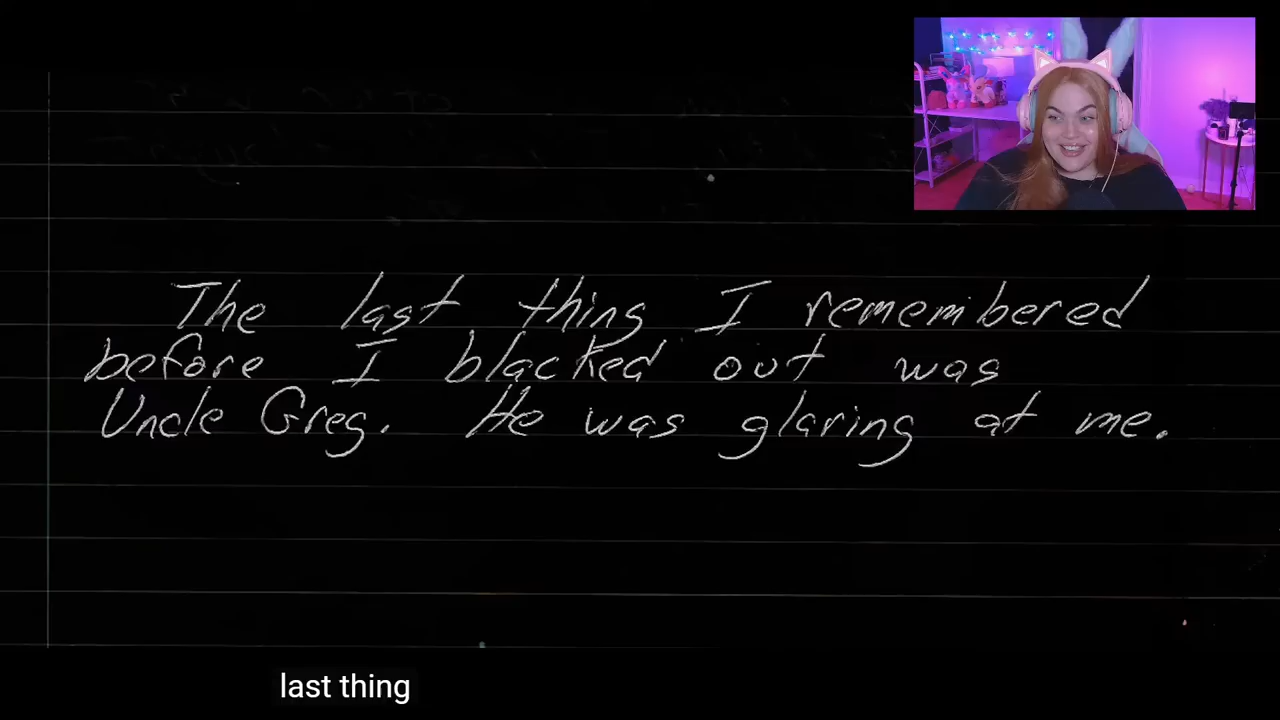 The last thing I remembered
before I blacked out was
Uncle Greg. He was glaring at me.
last thing